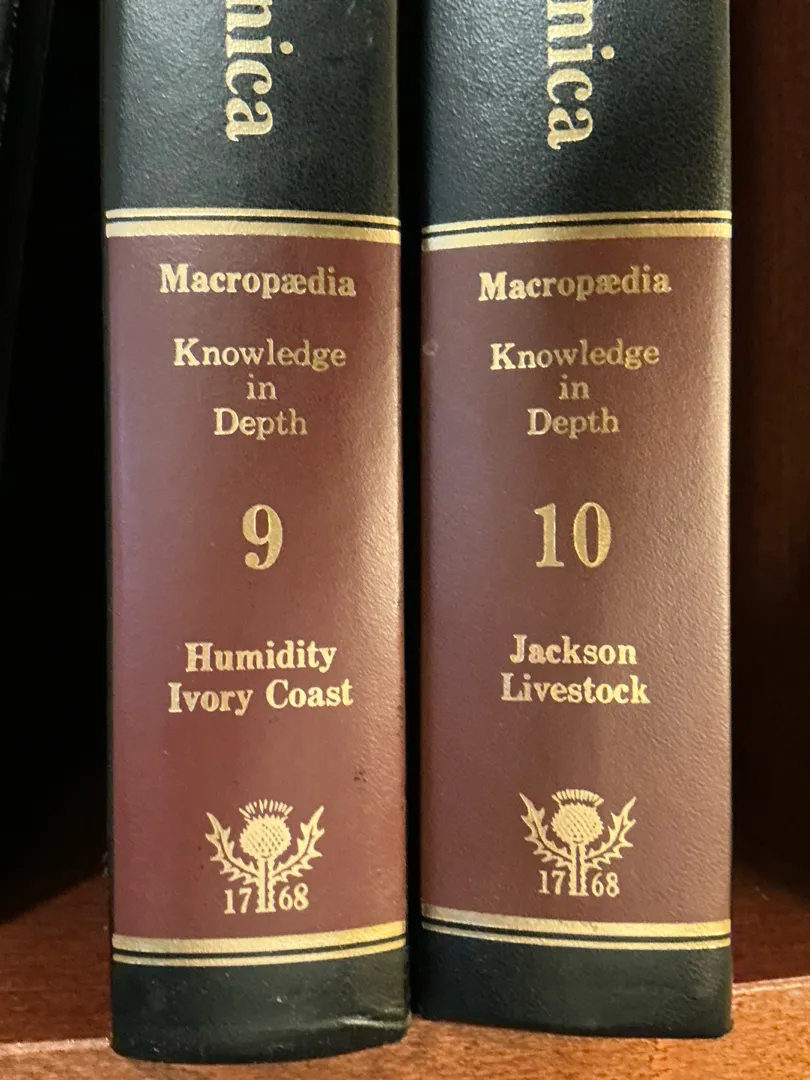 nica
Macropædia
Knowledge
in
Depth
9
Humidity
Ivory Coast
1768
nica
Macropædia
Knowledge
in
Depth
10
Jackson
Livestock
1768